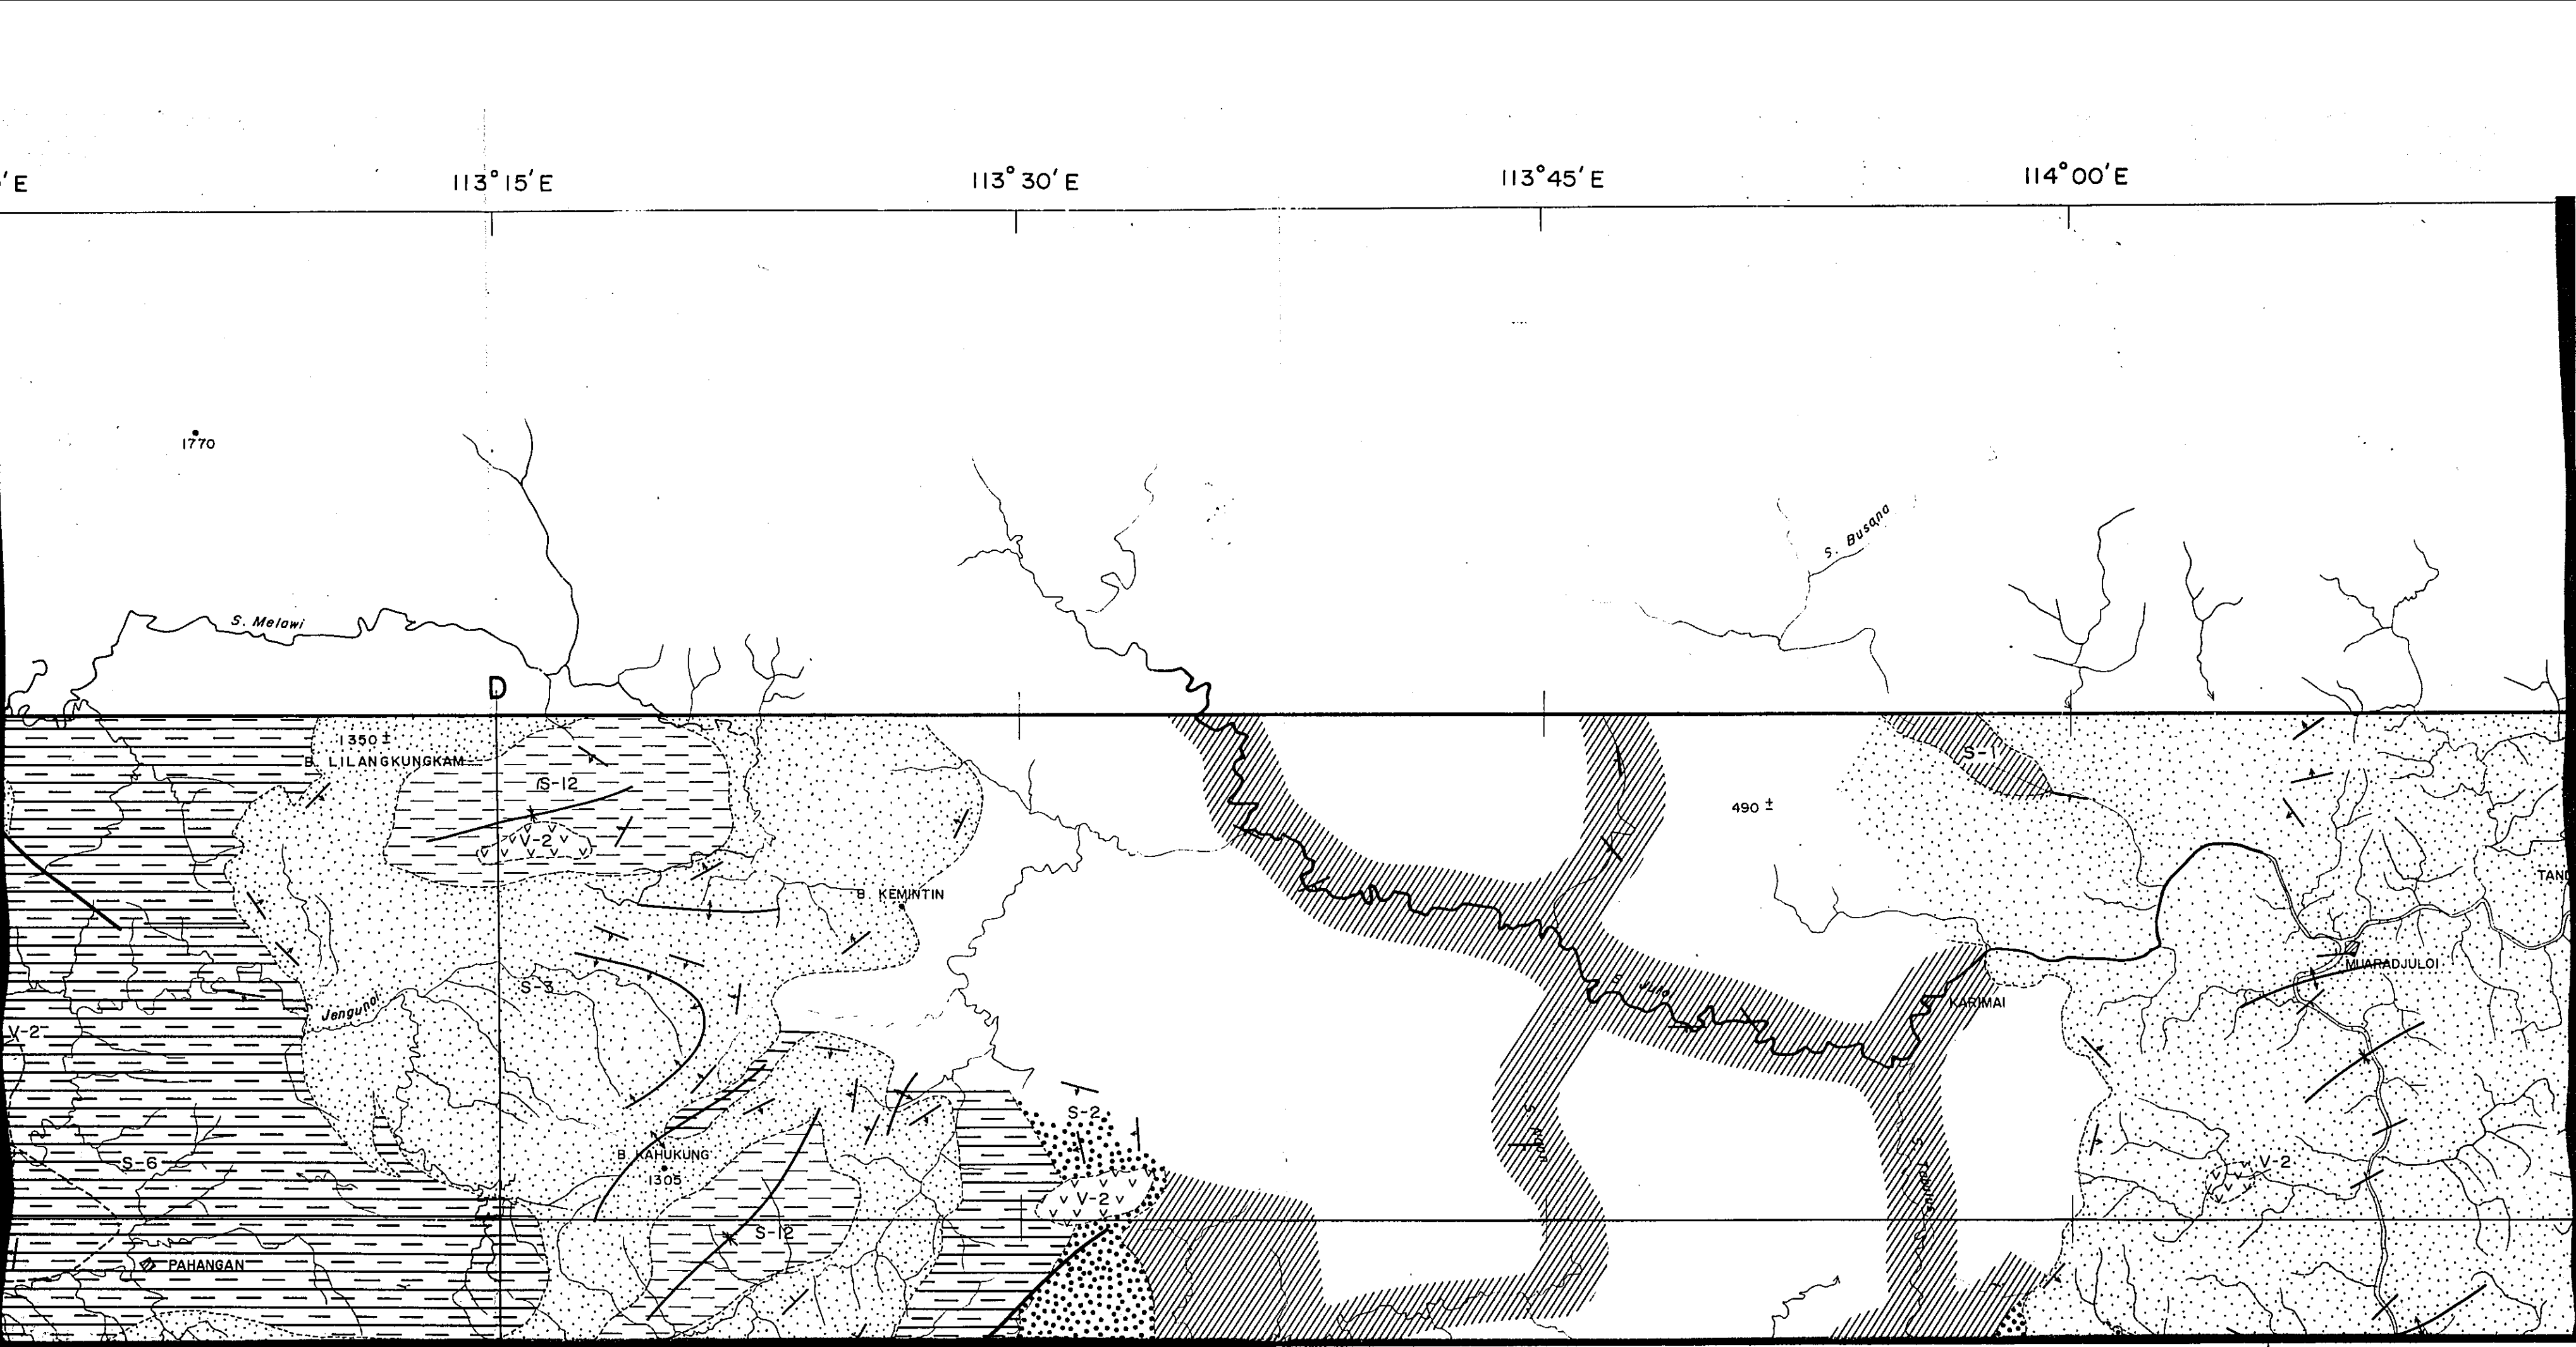 'E
113°15'E
113°30'E
113°45'E
114°00'E
1770
S. Busana
S. Melawi
D
1350±
B. LILANGKUNGKAM
S-12
V-2
S-1
490±
TAN
B. KEMINTIN
MUARADJULOI
S-3
S. Juloi
KARIMAI
Jengunoi
V-2
S-2
B. KAHUKUNG
1305
S-6
V-2
V-2
S-12
PAHANGAN